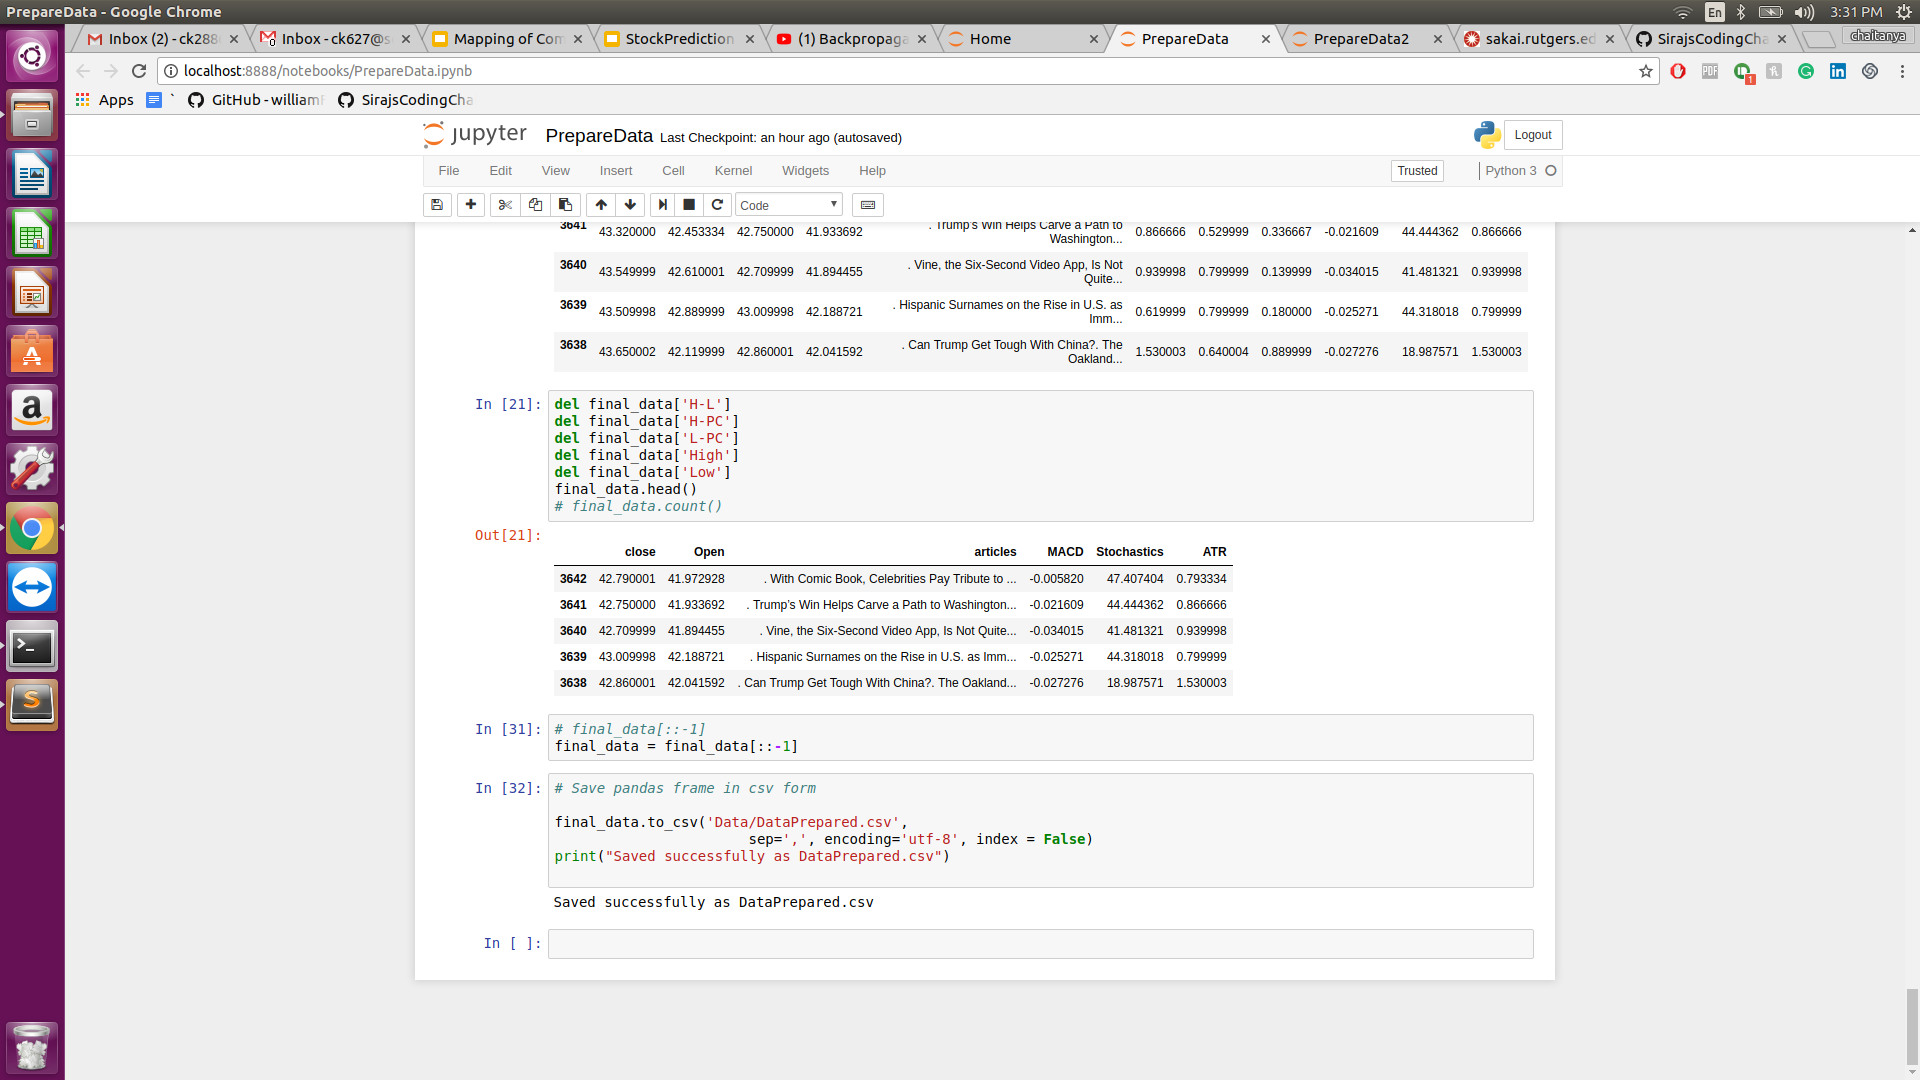 PrepareData - Google Chrome
En
3:31 PM
Inbox (2) - ck288
Inbox - ck627@s
Mapping of Com
StockPrediction
(1) Backpropaga
Home
PrepareData
PrepareData2
sakai.rutgers.ed
SirajsCodingCha
chaitanya
localhost:8888/notebooks/PrepareData.ipynb
Apps
GitHub - william
SirajsCodingCha
jupyter PrepareData Last Checkpoint: an hour ago (autosaved)
Logout
File Edit View Insert Cell Kernel Widgets Help
Trusted
Python 3
Code
3641 43.320000 42.453334 42.750000 41.933692 . Trump's Win Helps Carve a Path to Washington... 0.866666 0.529999 0.336667 -0.021609 44.444362 0.866666
3640 43.549999 42.610001 42.709999 41.894455 . Vine, the Six-Second Video App, Is Not Quite... 0.939998 0.799999 0.139999 -0.034015 41.481321 0.939998
3639 43.509998 42.889999 43.009998 42.188721 . Hispanic Surnames on the Rise in U.S. as Imm... 0.619999 0.799999 0.180000 -0.025271 44.318018 0.799999
3638 43.650002 42.119999 42.860001 42.041592 . Can Trump Get Tough With China?. The Oakland... 1.530003 0.640004 0.889999 -0.027276 18.987571 1.530003
In [21]:
del final_data['H-L']
del final_data['H-PC']
del final_data['L-PC']
del final_data['High']
del final_data['Low']
final_data.head()
# final_data.count()
Out[21]:
close Open articles MACD Stochastics ATR
3642 42.790001 41.972928 . With Comic Book, Celebrities Pay Tribute to ... -0.005820 47.407404 0.793334
3641 42.750000 41.933692 . Trump's Win Helps Carve a Path to Washington... -0.021609 44.444362 0.866666
3640 42.709999 41.894455 . Vine, the Six-Second Video App, Is Not Quite... -0.034015 41.481321 0.939998
3639 43.009998 42.188721 . Hispanic Surnames on the Rise in U.S. as Imm... -0.025271 44.318018 0.799999
3638 42.860001 42.041592 . Can Trump Get Tough With China?. The Oakland... -0.027276 18.987571 1.530003
In [31]:
# final_data[::-1]
final_data = final_data[::-1]
In [32]:
# Save pandas frame in csv form
final_data.to_csv('Data/DataPrepared.csv',
sep=',', encoding='utf-8', index = False)
print("Saved successfully as DataPrepared.csv")
Saved successfully as DataPrepared.csv
In [ ]: